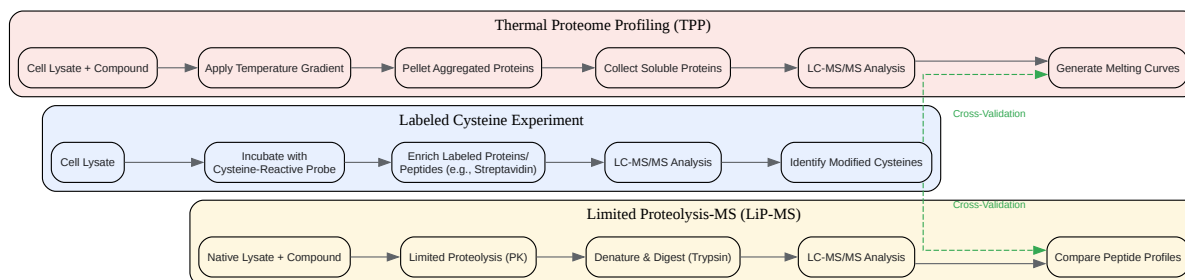 Thermal Proteome Profiling (TPP)
Cell Lysate + Compound
Apply Temperature Gradient
Pellet Aggregated Proteins
Collect Soluble Proteins
LC-MS/MS Analysis
Generate Melting Curves
Cross-Validation
Labeled Cysteine Experiment
Cell Lysate
Incubate with
Cysteine-Reactive Probe
Enrich Labeled Proteins/
Peptides (e.g., Streptavidin)
LC-MS/MS Analysis
Identify Modified Cysteines
Cross-Validation
Limited Proteolysis-MS (LiP-MS)
Native Lysate + Compound
Limited Proteolysis (PK)
Denature & Digest (Trypsin)
LC-MS/MS Analysis
Compare Peptide Profiles